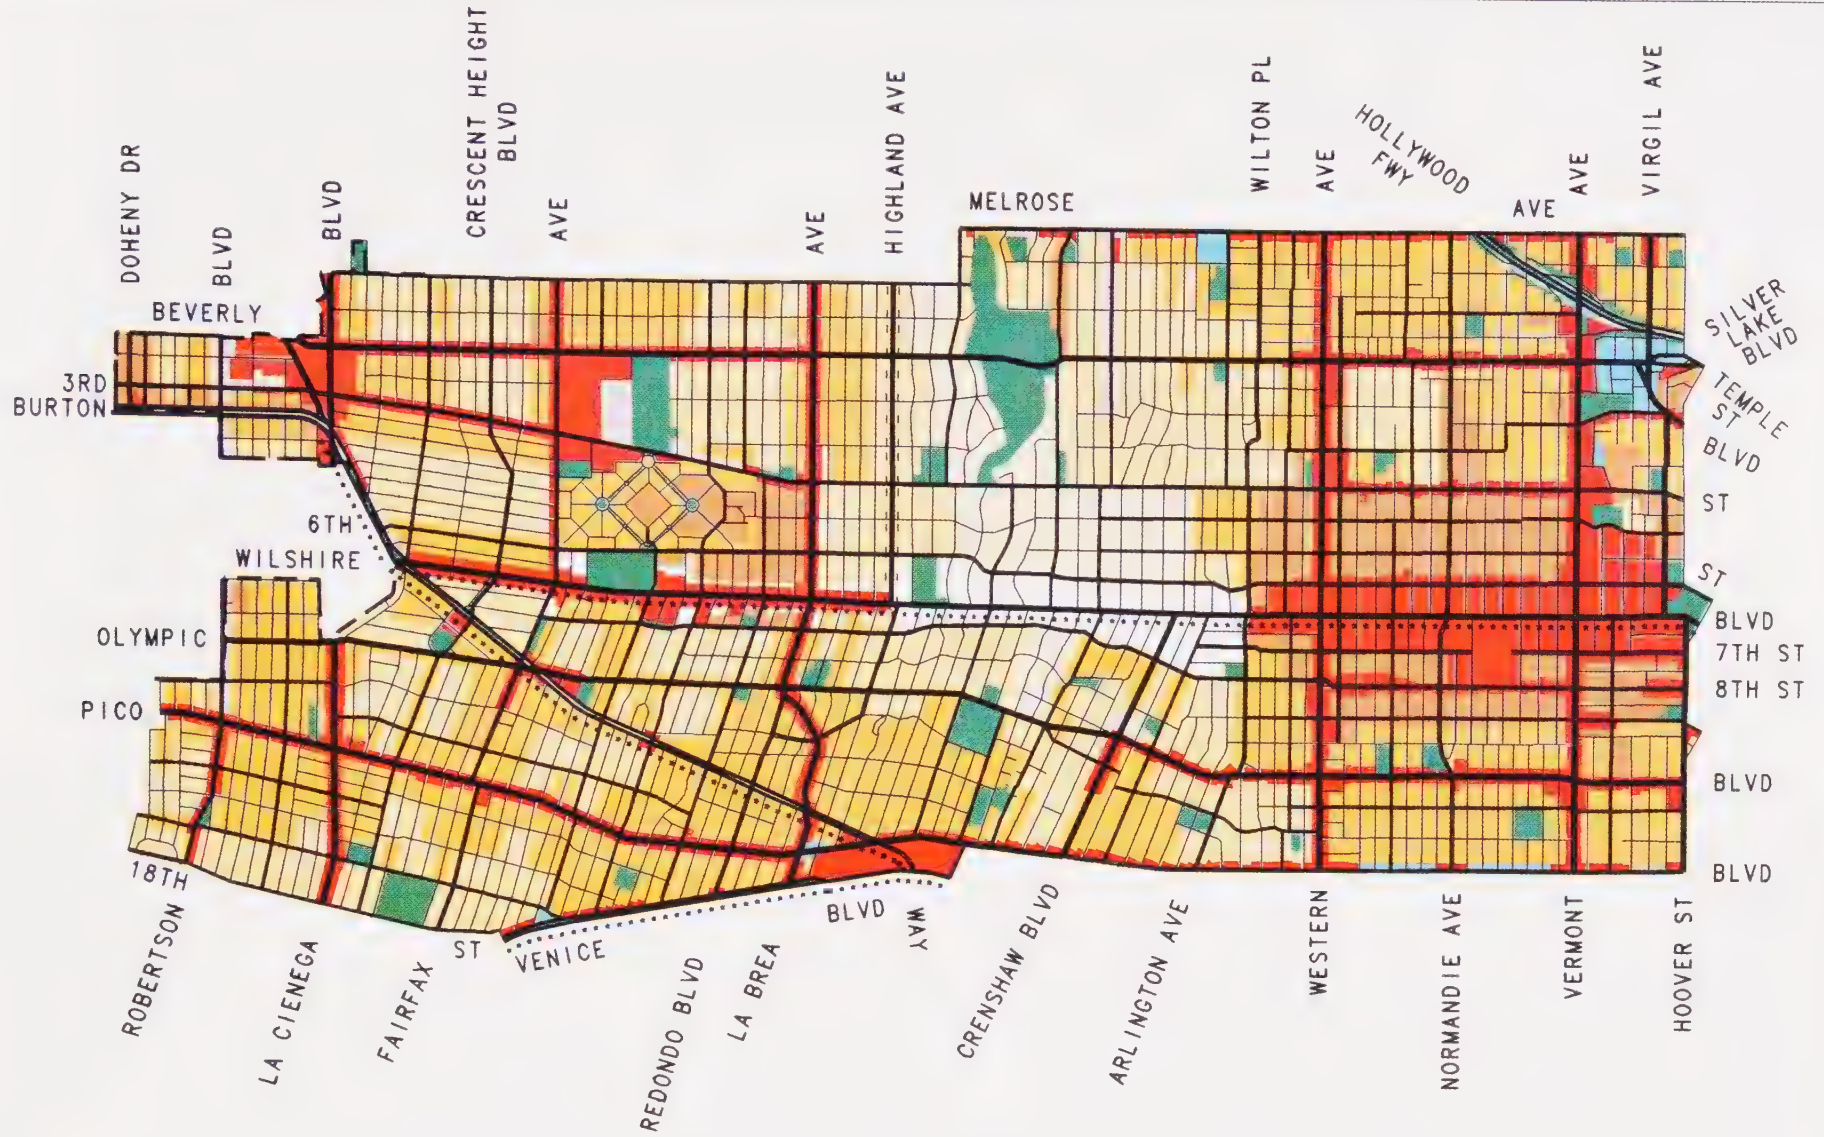 DOHENY DR
BLVD
BLVD
CRESCENT HEIGHT
BLVD
AVE
AVE
HIGHLAND AVE
WILTON PL
AVE
HOLLYWOOD
FWY
AVE
VIRGIL AVE
MELROSE
AVE
BEVERLY
3RD
BURTON
6TH
WILSHIRE
OLYMPIC
PICO
18TH
SILVER
LAKE
BLVD
TEMPLE
ST
BLVD
ST
ST
BLVD
7TH ST
8TH ST
BLVD
BLVD
ROBERTSON
LA CIENEGA
FAIRFAX
ST
VENICE
BLVD
WAY
REDONDO BLVD
LA BREA
CRENSHAW BLVD
ARLINGTON AVE
WESTERN
NORMANDIE AVE
VERMONT
HOOVER ST